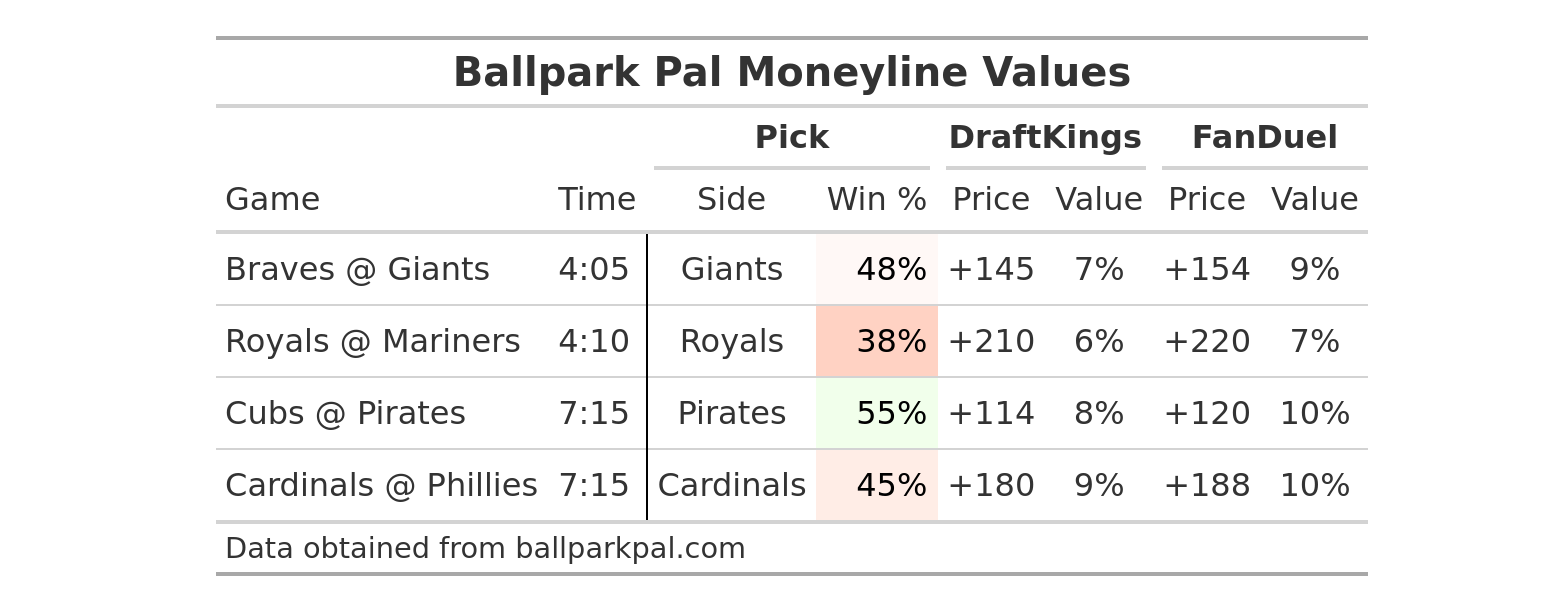 Ballpark Pal Moneyline Values
Pick DraftKings FanDuel
Game Time Side Win % Price Value Price Value
Braves @ Giants 4:05 Giants 48% +145 7% +154 9%
Royals @ Mariners 4:10 Royals 38% +210 6% +220 7%
Cubs @ Pirates 7:15 Pirates 55% +114 8% +120 10%
Cardinals @ Phillies 7:15 Cardinals 45% +180 9% +188 10%
Data obtained from ballparkpal.com